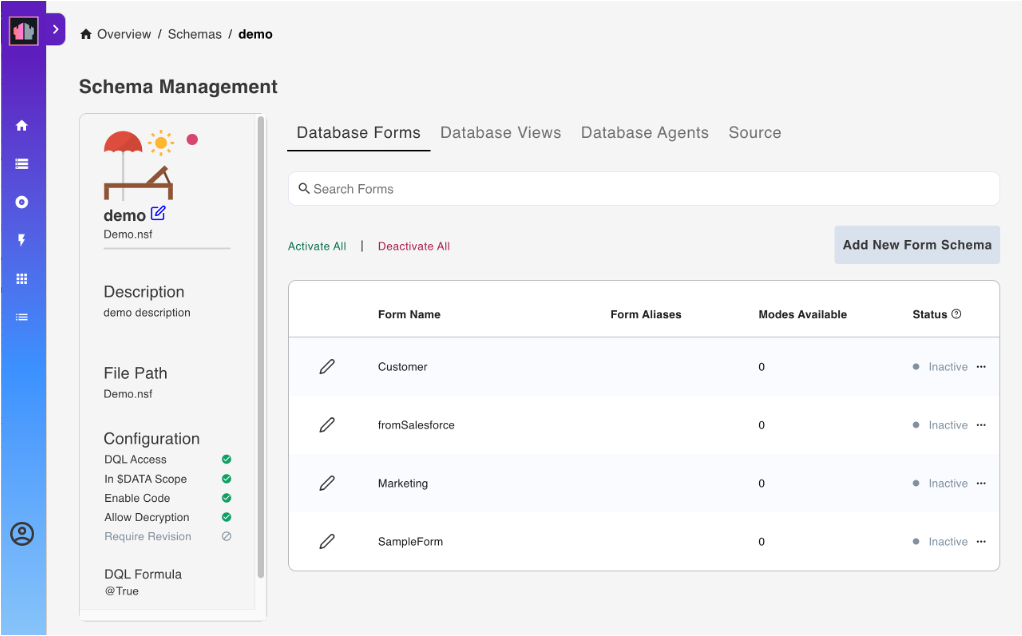 Overview / Schemas / demo
Schema Management
demo
Demo.nsf
Description
demo description
File Path
Demo.nsf
Configuration
DQL Access
In $DATA Scope
Enable Code
Allow Decryption
Require Revision
DQL Formula
@True
Database Forms Database Views Database Agents Source
Search Forms
Activate All | Deactivate All
Add New Form Schema
Form Name Form Aliases Modes Available Status ?
Customer 0 Inactive ...
fromSalesforce 0 Inactive ...
Marketing 0 Inactive ...
SampleForm 0 Inactive ...